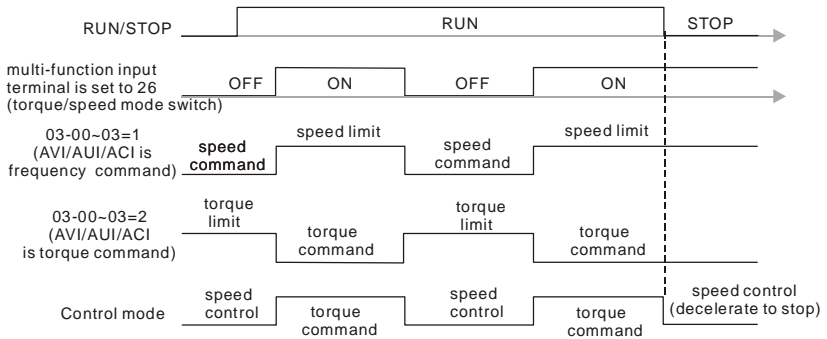 RUN/STOP
RUN
STOP
multi-function input
terminal is set to 26
(torque/speed mode switch)
OFF
ON
OFF
ON
03-00~03=1
(AVI/AUI/ACI is
frequency command)
speed
command
speed limit
speed
command
speed limit
03-00~03=2
(AVI/AUI/ACI
is torque command)
torque
limit
torque
command
torque
limit
torque
command
Control mode
speed
control
torque
command
speed
control
torque
command
speed control
(decelerate to stop)